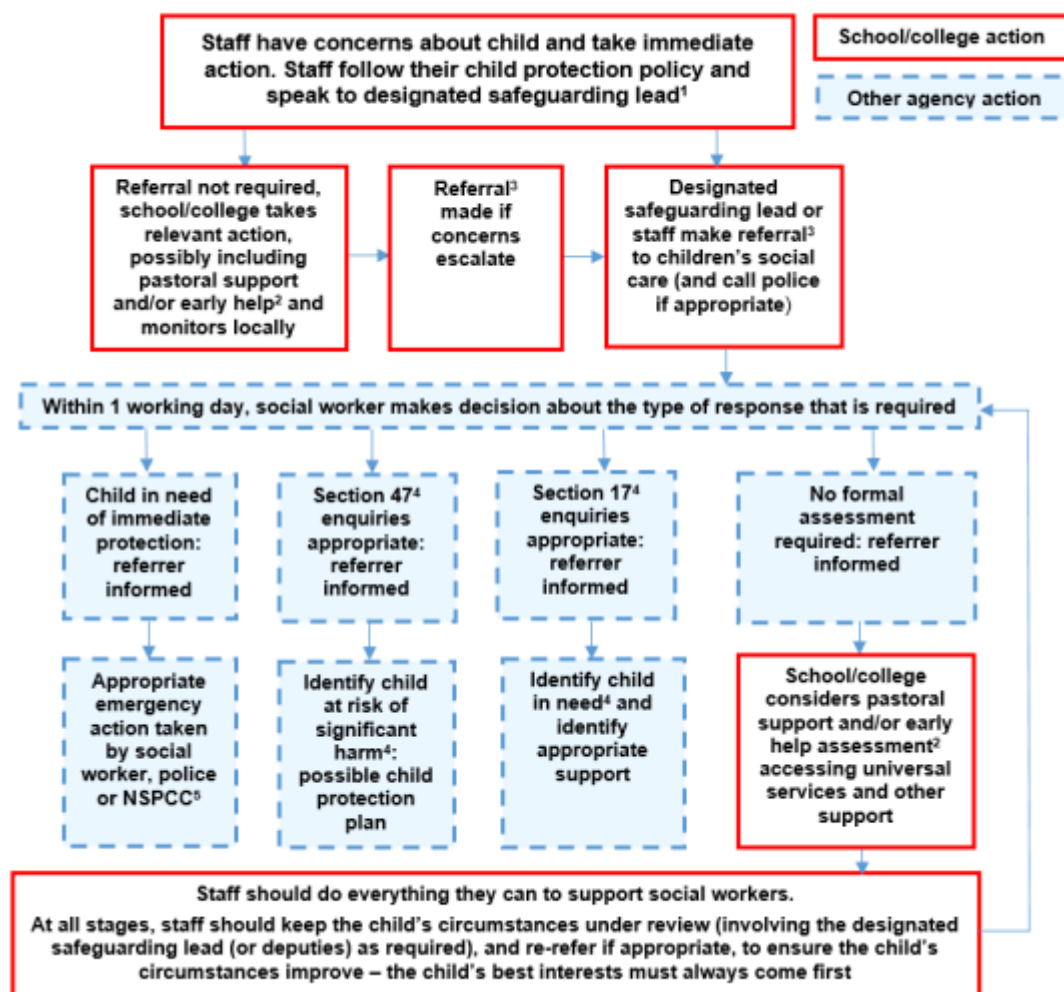 Staff have concerns about child and take immediate
action. Staff follow their child protection policy and
speak to designated safeguarding lead¹
School/college action
Other agency action
Referral not required,
school/college takes
relevant action,
possibly including
pastoral support
and/or early help² and
monitors locally
Referral³
made if
concerns
escalate
Designated
safeguarding lead or
staff make referral³
to children’s social
care (and call police
if appropriate)
Within 1 working day, social worker makes decision about the type of response that is required
Child in need
of immediate
protection:
referrer
informed
Section 47⁴
enquiries
appropriate:
referrer
informed
Section 17⁴
enquiries
appropriate:
referrer
informed
No formal
assessment
required: referrer
informed
Appropriate
emergency
action taken
by social
worker, police
or NSPCC⁵
Identify child
at risk of
significant
harm⁴:
possible child
protection
plan
Identify child
in need⁴ and
identify
appropriate
support
School/college
considers pastoral
support and/or early
help assessment²
accessing universal
services and other
support
Staff should do everything they can to support social workers.
At all stages, staff should keep the child’s circumstances under review (involving the designated
safeguarding lead (or deputies) as required), and re-refer if appropriate, to ensure the child’s
circumstances improve – the child’s best interests must always come first